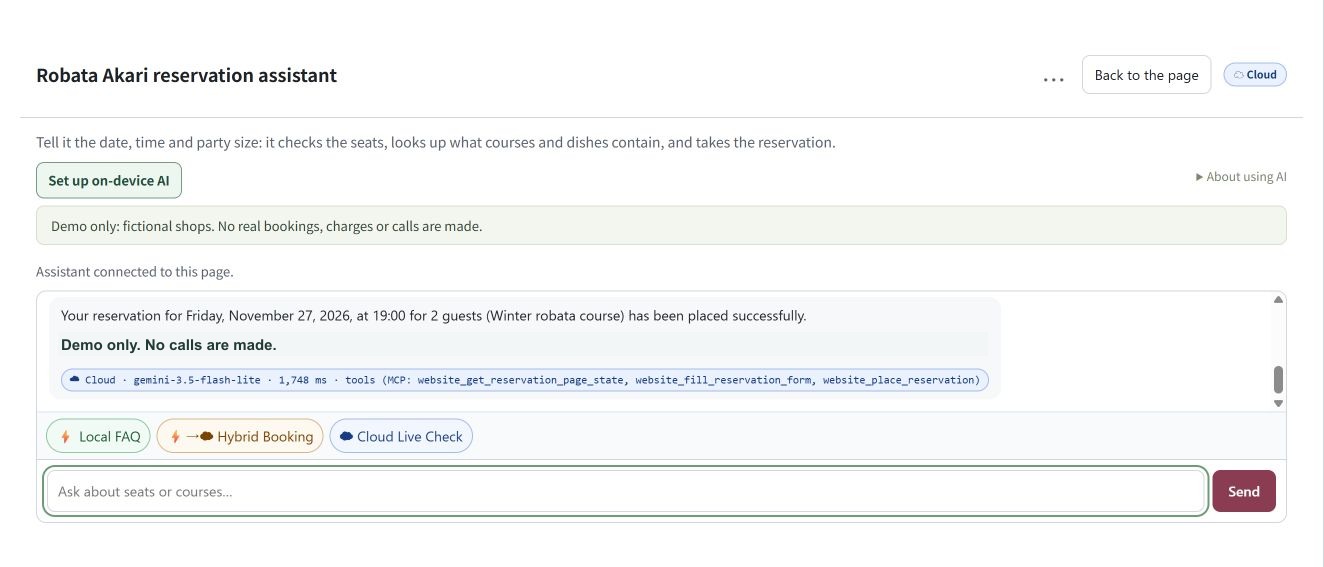 Robata Akari reservation assistant
...
Back to the page
Cloud
Tell it the date, time and party size: it checks the seats, looks up what courses and dishes contain, and takes the reservation.
Set up on-device AI
About using AI
Demo only: fictional shops. No real bookings, charges or calls are made.
Assistant connected to this page.
Your reservation for Friday, November 27, 2026, at 19:00 for 2 guests (Winter robata course) has been placed successfully.
Demo only. No calls are made.
Cloud · gemini-3.5-flash-lite · 1,748 ms · tools (MCP: website_get_reservation_page_state, website_fill_reservation_form, website_place_reservation)
Local FAQ
→ Hybrid Booking
Cloud Live Check
Ask about seats or courses...
Send